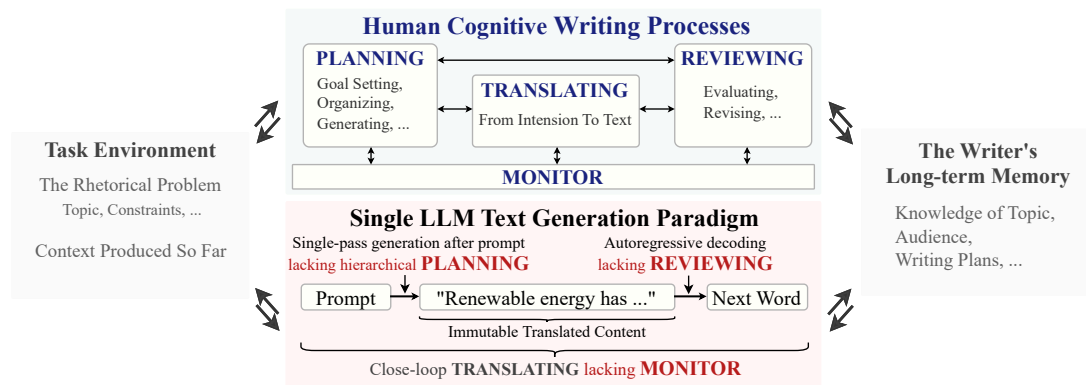 Human Cognitive Writing Processes
PLANNING
Goal Setting,
Organizing,
Generating, ...
TRANSLATING
From Intension To Text
REVIEWING
Evaluating,
Revising, ...
MONITOR
Task Environment
The Rhetorical Problem
Topic, Constraints, ...
Context Produced So Far
The Writer's
Long-term Memory
Knowledge of Topic,
Audience,
Writing Plans, ...
Single LLM Text Generation Paradigm
Single-pass generation after prompt
lacking hierarchical PLANNING
Autoregressive decoding
lacking REVIEWING
Prompt
"Renewable energy has ..."
Next Word
Immutable Translated Content
Close-loop TRANSLATING lacking MONITOR